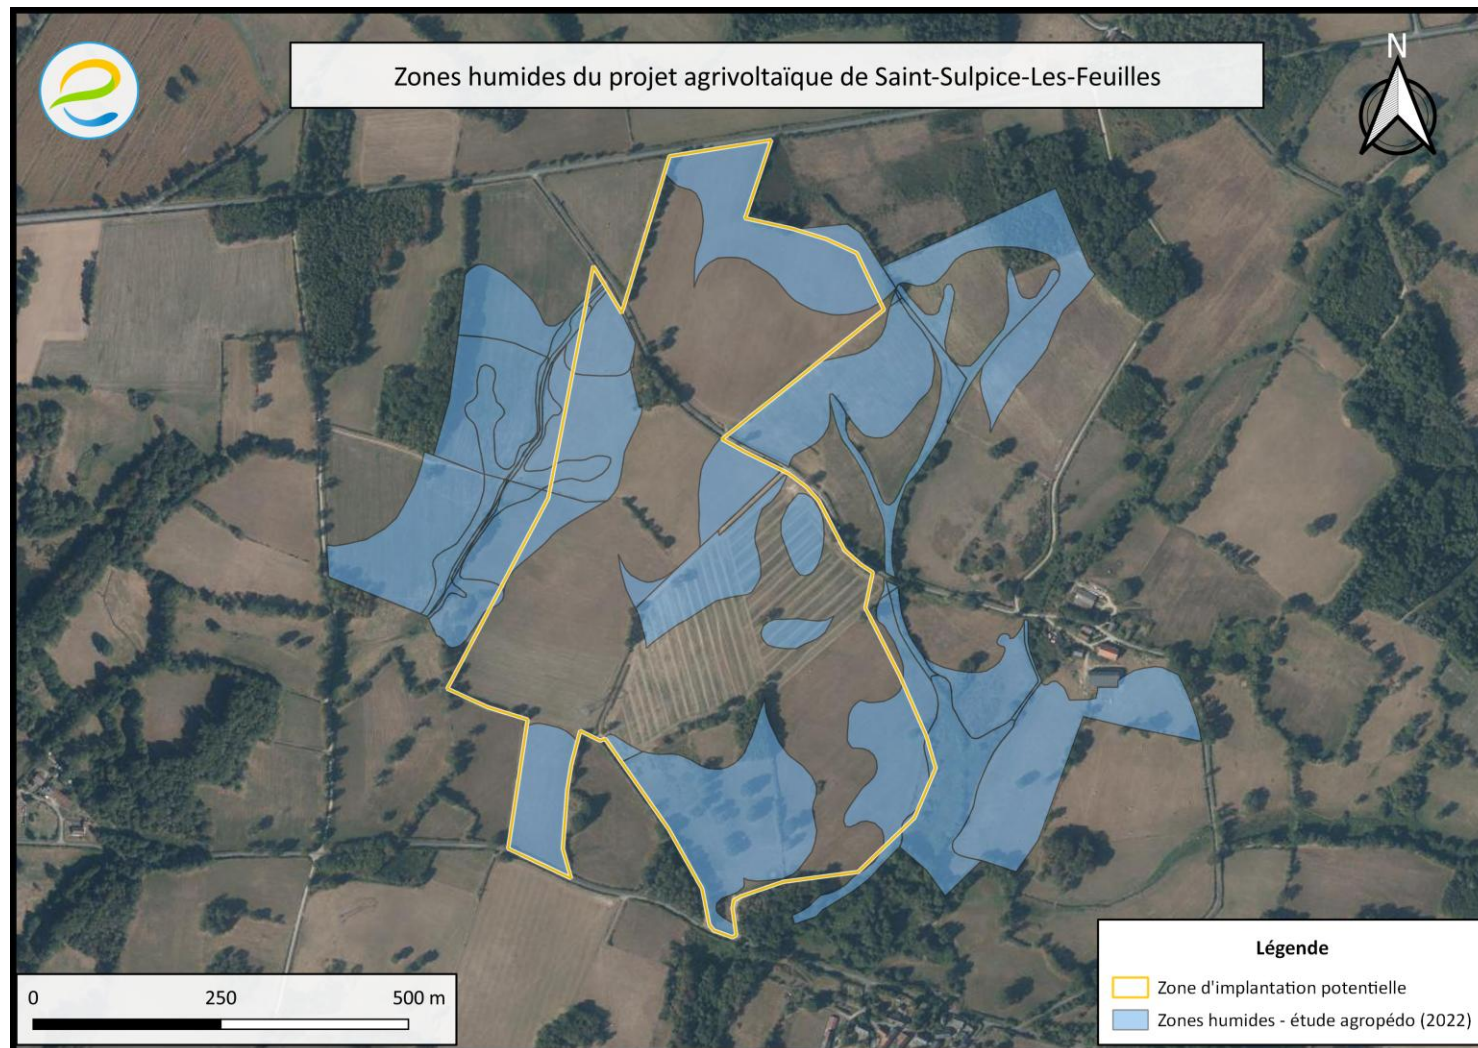 Zones humides du projet agrivoltaïque de Saint-Sulpice-Les-Feuilles
N
0 250 500 m
Légende
Zone d'implantation potentielle
Zones humides - étude agropédo (2022)